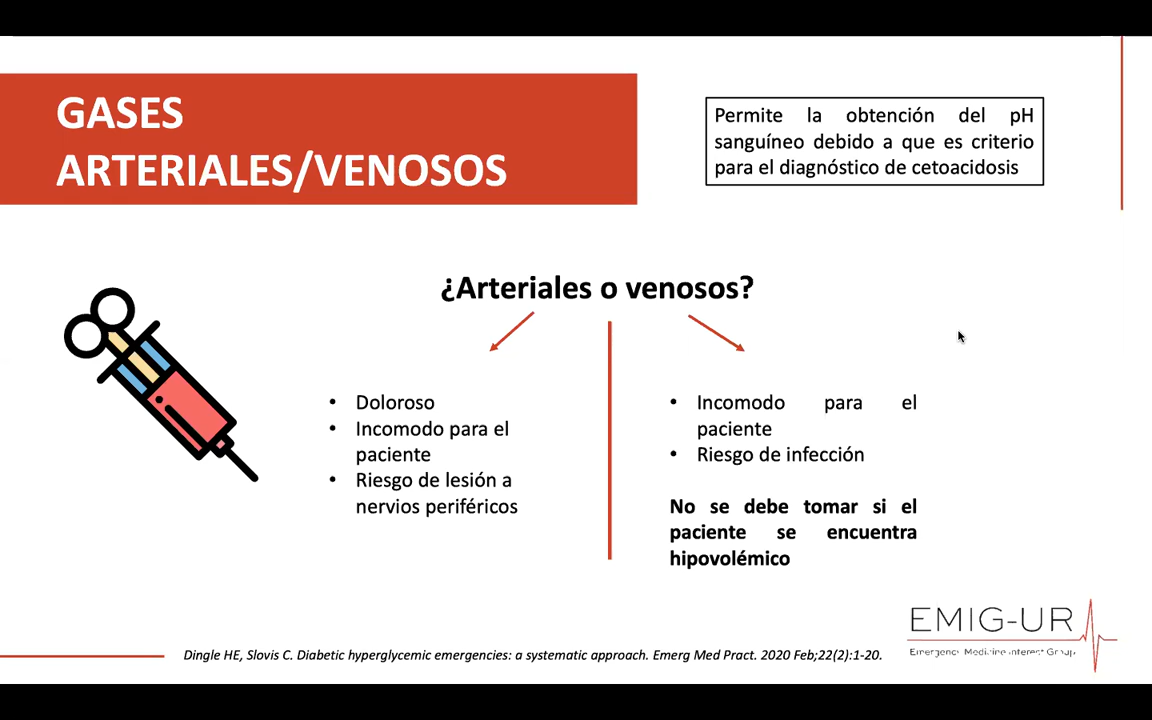 GASES
ARTERIALES/VENOSOS
Permite la obtención del pH
sanguíneo debido a que es criterio
para el diagnóstico de cetoacidosis
¿Arteriales o venosos?
• Doloroso
• Incomodo para el
paciente
• Riesgo de lesión a
nervios periféricos
• Incomodo para el
paciente
• Riesgo de infección
No se debe tomar si el
paciente se encuentra
hipovolémico
EMIG-UR
Emergency Medicine Interest Group
Dingle HE, Slovis C. Diabetic hyperglycemic emergencies: a systematic approach. Emerg Med Pract. 2020 Feb;22(2):1-20.